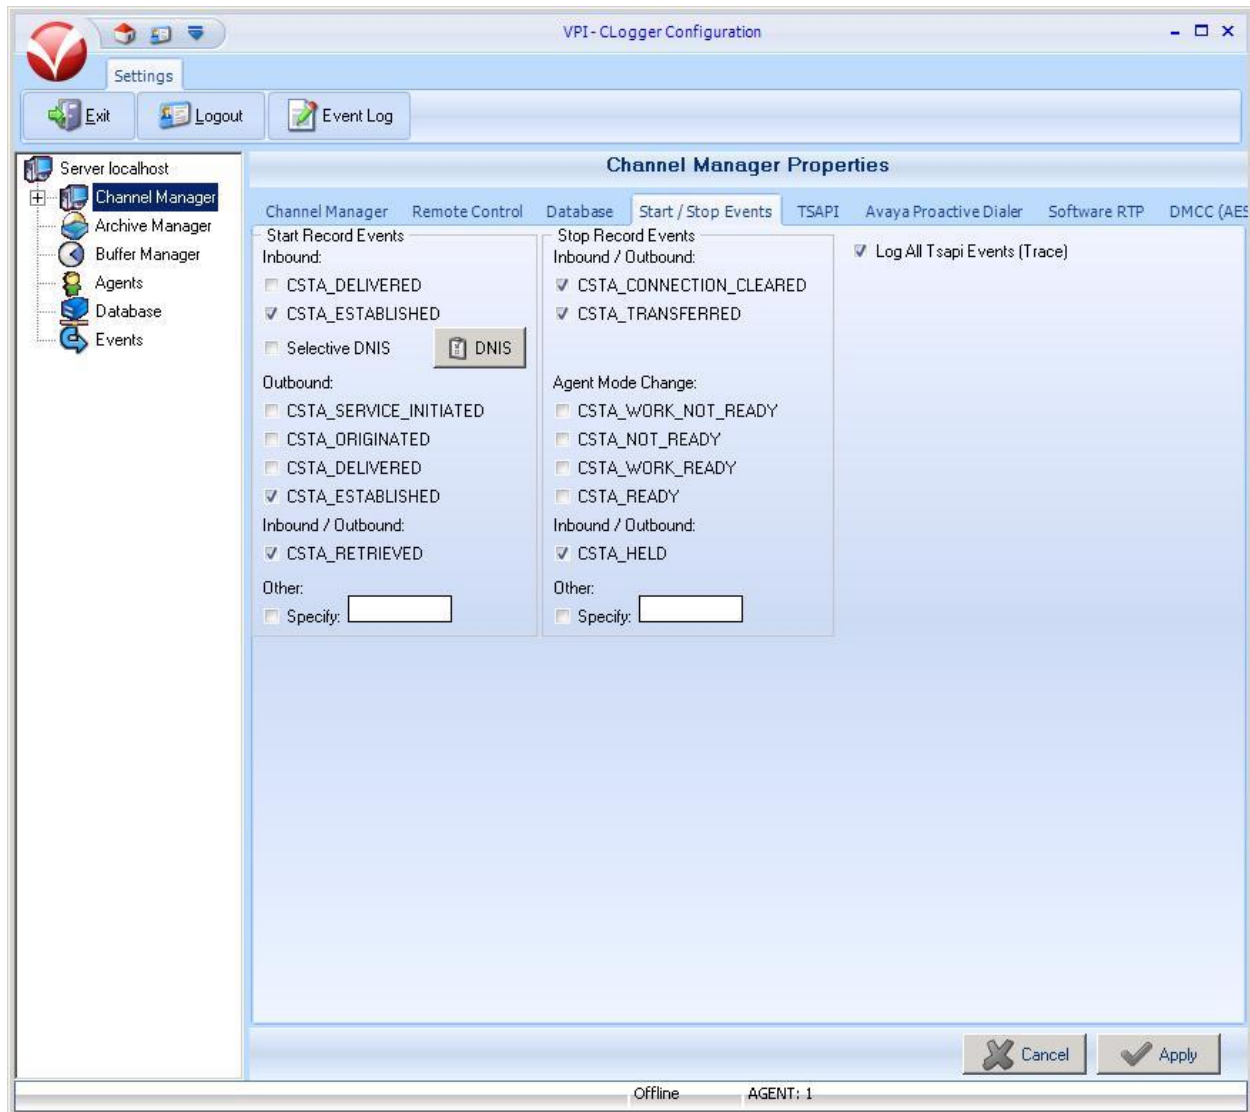 VPI- CLogger Configuration
Settings
Exit Logout Event Log
Server localhost
Channel Manager
Archive Manager
Buffer Manager
Agents
Database
Events
Channel Manager Properties
Channel Manager Remote Control Database Start / Stop Events TSAPI Avaya Proactive Dialer Software RTP DMCC (AES
Start Record Events
Inbound:
CSTA_DELIVERED
CSTA_ESTABLISHED
Selective DNIS DNIS
Outbound:
CSTA_SERVICE_INITIATED
CSTA_ORIGINATED
CSTA_DELIVERED
CSTA_ESTABLISHED
Inbound / Outbound:
CSTA_RETRIEVED
Other:
Specify:
Stop Record Events
Inbound / Outbound:
CSTA_CONNECTION_CLEARED
CSTA_TRANSFERRED
Agent Mode Change:
CSTA_WORK_NOT_READY
CSTA_NOT_READY
CSTA_WORK_READY
CSTA_READY
Inbound / Outbound:
CSTA_HELD
Other:
Specify:
Log All Tsapi Events (Trace)
Cancel Apply
Offline AGENT: 1